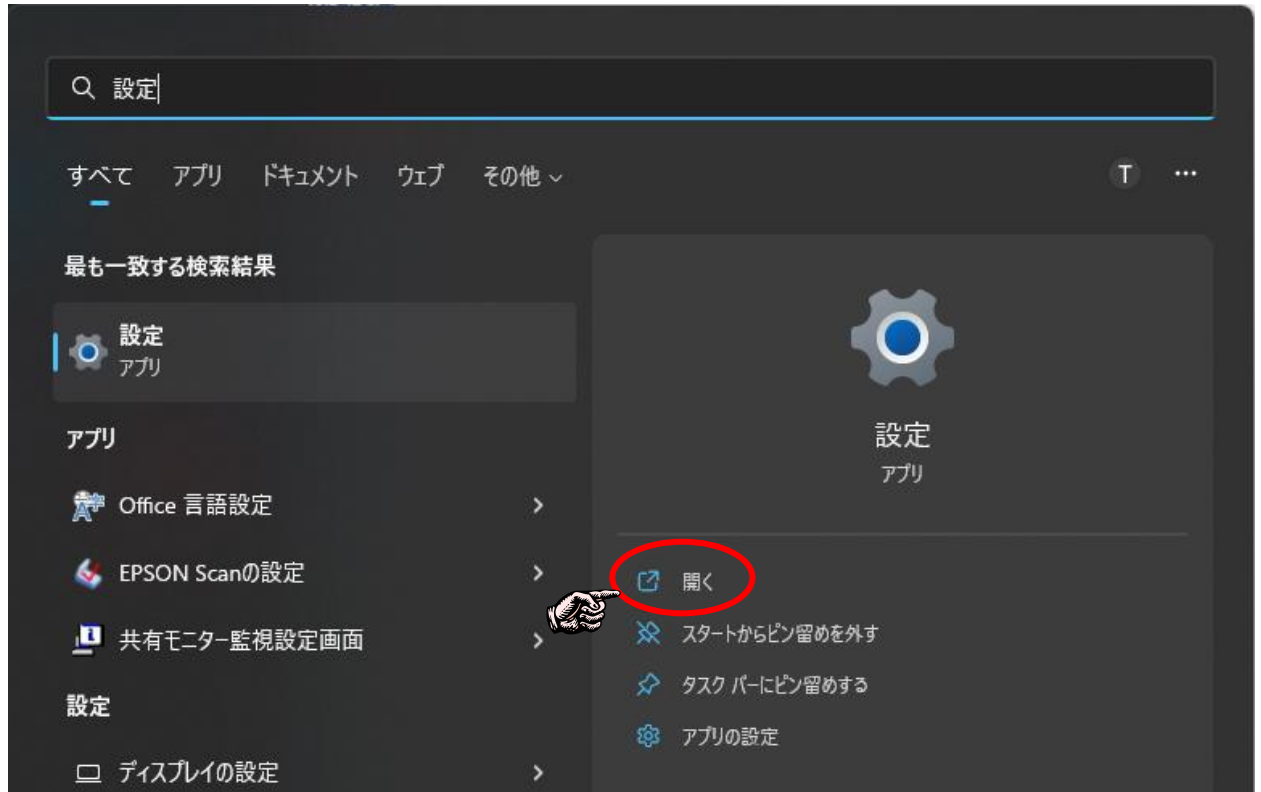 設定
すべて アプリ ドキュメント ウェブ その他
T ...
最も一致する検索結果
設定
アプリ
アプリ
Office 言語設定
EPSON Scanの設定
共有モニター監視設定画面
設定
ディスプレイの設定
設定
アプリ
開く
スタートからピン留めを外す
タスク バーにピン留めする
アプリの設定